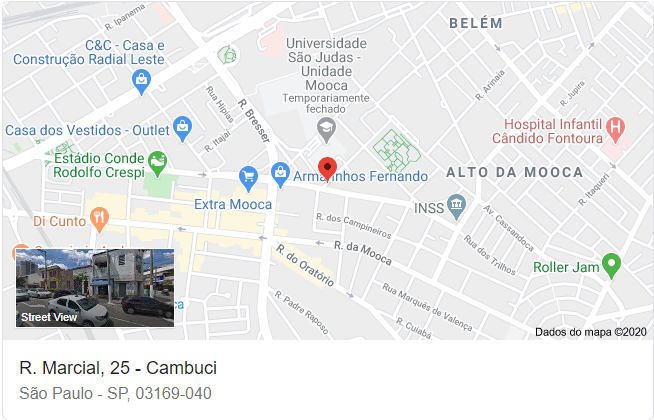 BELÉM
C&C - Casa e
Construção Radial Leste
Universidade
São Judas -
Unidade
Mooca
Temporariamente
fechado
R. Arinaia
R. Jupira
Rua Hipias
R. Bresser
Casa dos Vestidos - Outlet
R. Itajaí
Hospital Infantil
Cândido Fontoura
Estádio Conde
Rodolfo Crespi
Armarinhos Fernando
ALTO DA MOOCA
R. Itaqueri
Extra Mooca
INSS
Av. Cassandoca
Di Cunto
R. dos Campineiros
Rua dos Trilhos
R. da Mooca
R. do Oratório
Roller Jam
Rua Marquês de Valença
R. Padre Raposo
R. Cuiabá
Street View
Dados do mapa ©2020
R. Marcial, 25 - Cambuci
São Paulo - SP, 03169-040